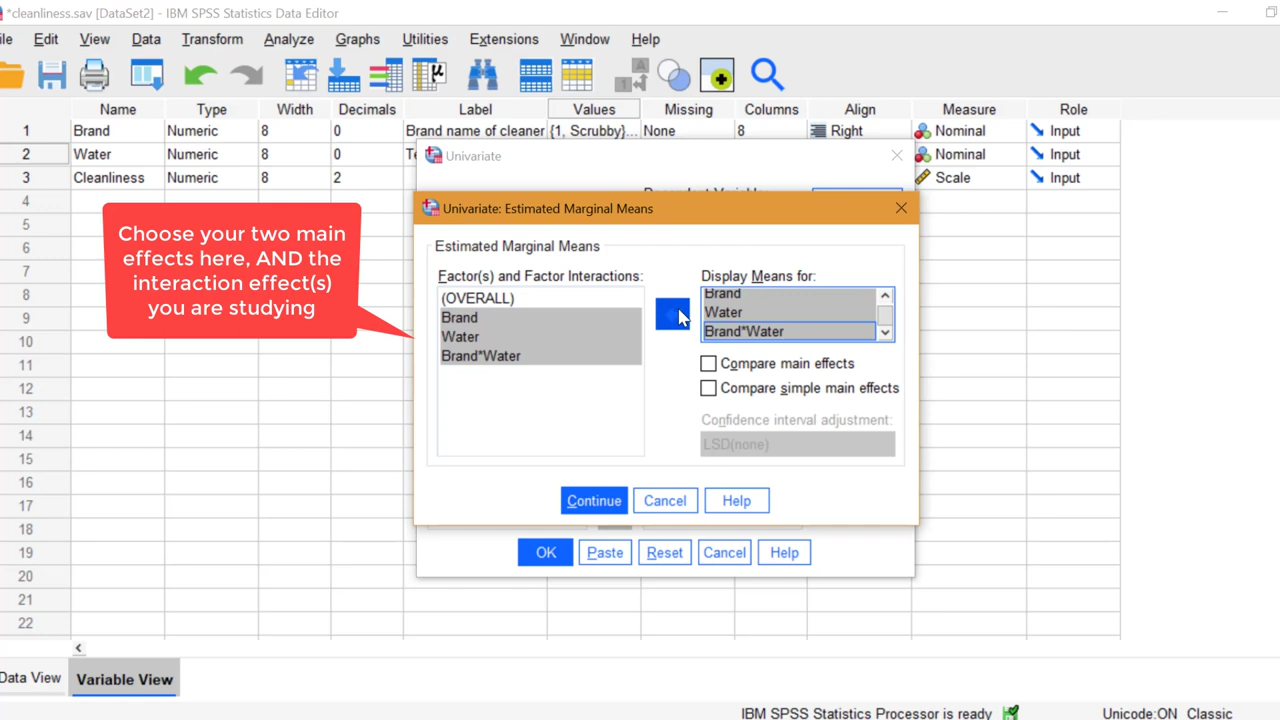 *cleanliness.sav [DataSet2] - IBM SPSS Statistics Data Editor
ile Edit View Data Transform Analyze Graphs Utilities Extensions Window Help
Name Type Width Decimals Label Values Missing Columns Align Measure Role
1 Brand Numeric 8 0 Brand name of cleaner {1, Scrubby}... None 8 Right Nominal Input
2 Water Numeric 8 0 Te Nominal Input
3 Cleanliness Numeric 8 2 Scale Input
4
5
6
7
8
9
10
11
12
13
14
15
16
17
18
19
20
21
22
Univariate
Univariate: Estimated Marginal Means
Estimated Marginal Means
Factor(s) and Factor Interactions:
(OVERALL)
Brand
Water
Brand*Water
Display Means for:
Brand
Water
Brand*Water
Compare main effects
Compare simple main effects
Confidence interval adjustment:
LSD(none)
Continue Cancel Help
OK Paste Reset Cancel Help
Choose your two main
effects here, AND the
interaction effect(s)
you are studying
Data View Variable View
IBM SPSS Statistics Processor is ready Unicode:ON Classic